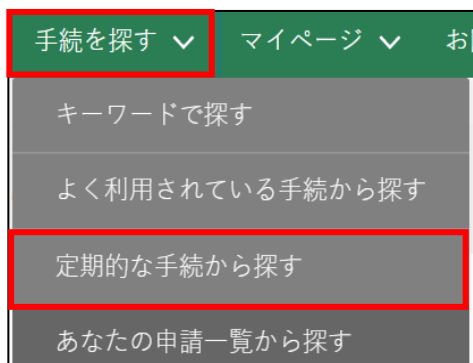 手続を探す マイページ お
キーワードで探す
よく利用されている手続から探す
定期的な手続から探す
あなたの申請一覧から探す